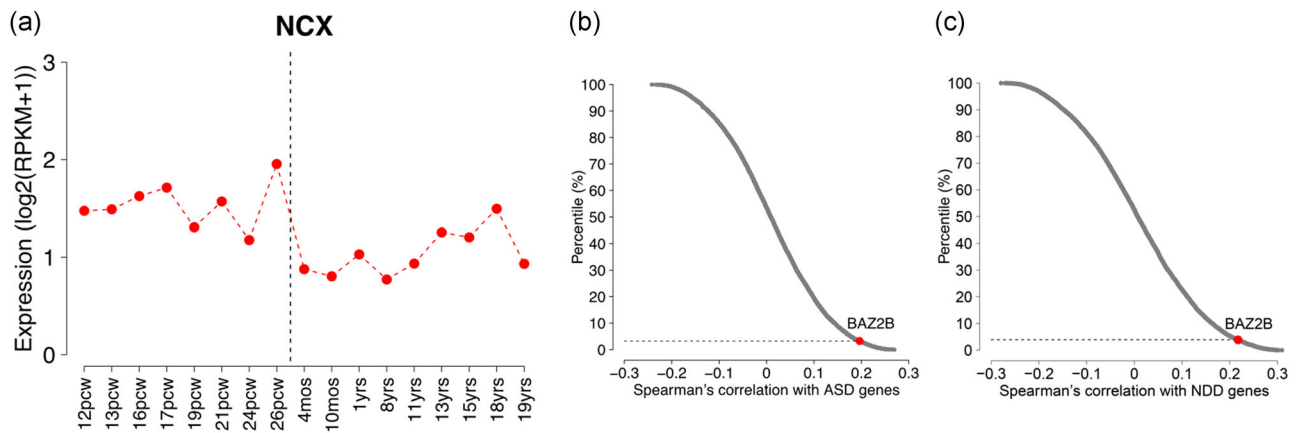 (a)
NCX
Expression (log2(RPKM+1))
3
2
1
0
12pcw
13pcw
16pcw
17pcw
19pcw
21pcw
24pcw
26pcw
4mos
10mos
1yrs
8yrs
11yrs
13yrs
15yrs
18yrs
19yrs
(b)
Percentile (%)
100
90
80
70
60
50
40
30
20
10
0
BAZ2B
−0.3 −0.2 −0.1 0 0.1 0.2 0.3
Spearman's correlation with ASD genes
(c)
Percentile (%)
100
90
80
70
60
50
40
30
20
10
0
BAZ2B
−0.3 −0.2 −0.1 0 0.1 0.2 0.3
Spearman's correlation with NDD genes